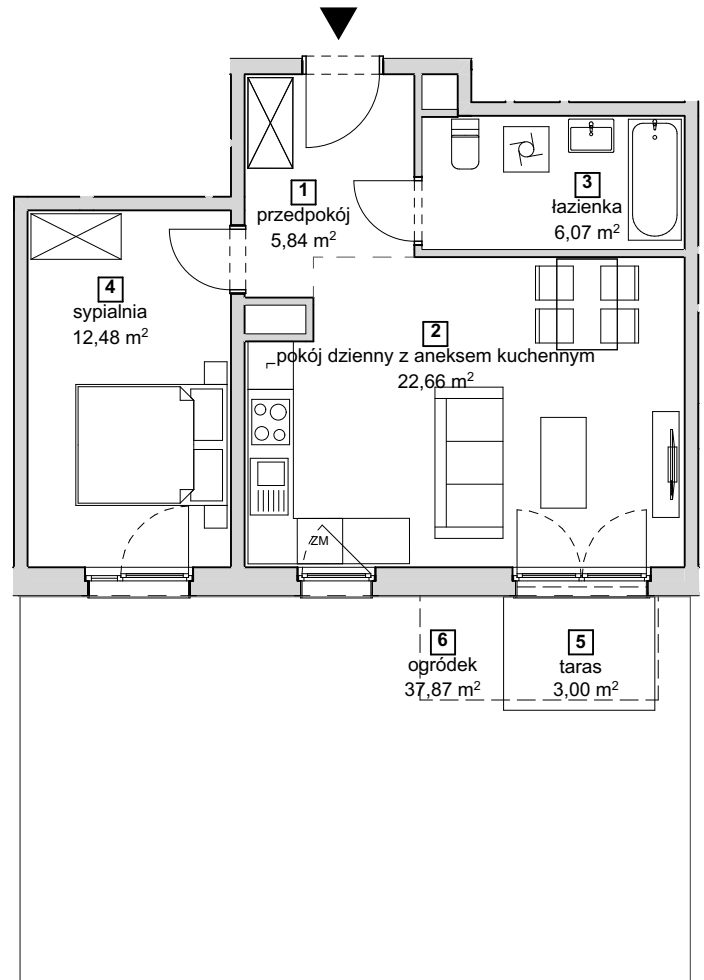 1
przedpokój
5,84 m²
3
łazienka
6,07 m²
4
sypialnia
12,48 m²
2
pokój dzienny z aneksem kuchennym
22,66 m²
ZM
6
ogródek
37,87 m²
5
taras
3,00 m²